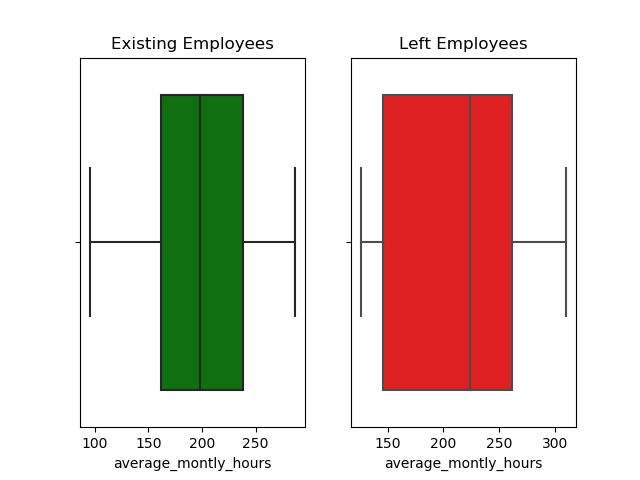 Existing Employees
Left Employees
100 150 200 250
150 200 250 300
average_montly_hours
average_montly_hours